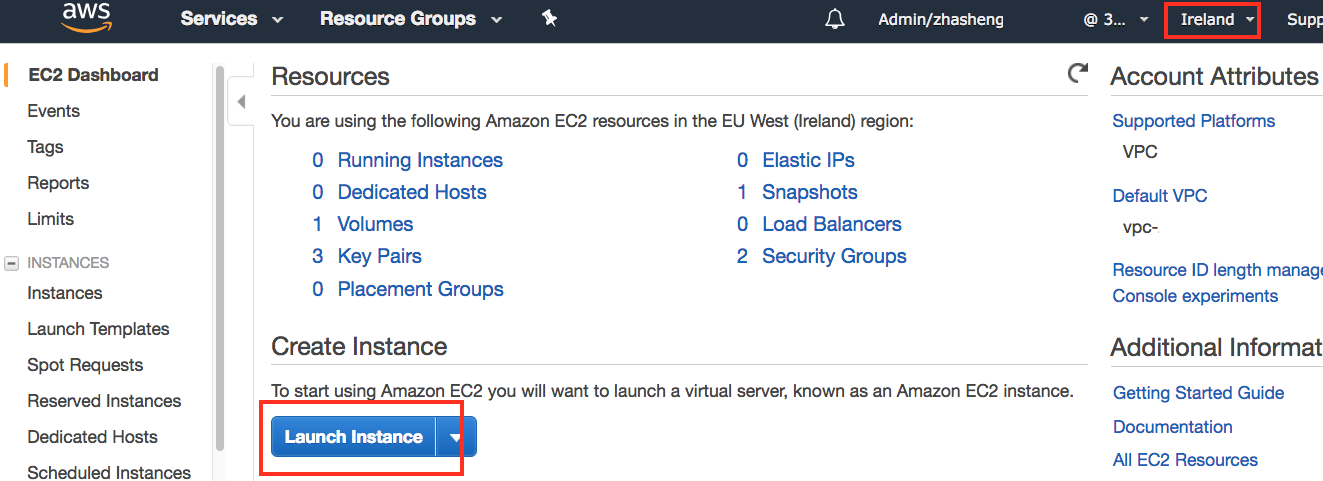 aws Services Resource Groups Admin/zhasheng @ 3... Ireland Supp
EC2 Dashboard
Events
Tags
Reports
Limits
INSTANCES
Instances
Launch Templates
Spot Requests
Reserved Instances
Dedicated Hosts
Scheduled Instances
Resources
You are using the following Amazon EC2 resources in the EU West (Ireland) region:
0 Running Instances 0 Elastic IPs
0 Dedicated Hosts 1 Snapshots
1 Volumes 0 Load Balancers
3 Key Pairs 2 Security Groups
0 Placement Groups
Create Instance
To start using Amazon EC2 you will want to launch a virtual server, known as an Amazon EC2 instance.
Launch Instance
Account Attributes
Supported Platforms
VPC
Default VPC
vpc-
Resource ID length manage
Console experiments
Additional Informat
Getting Started Guide
Documentation
All EC2 Resources